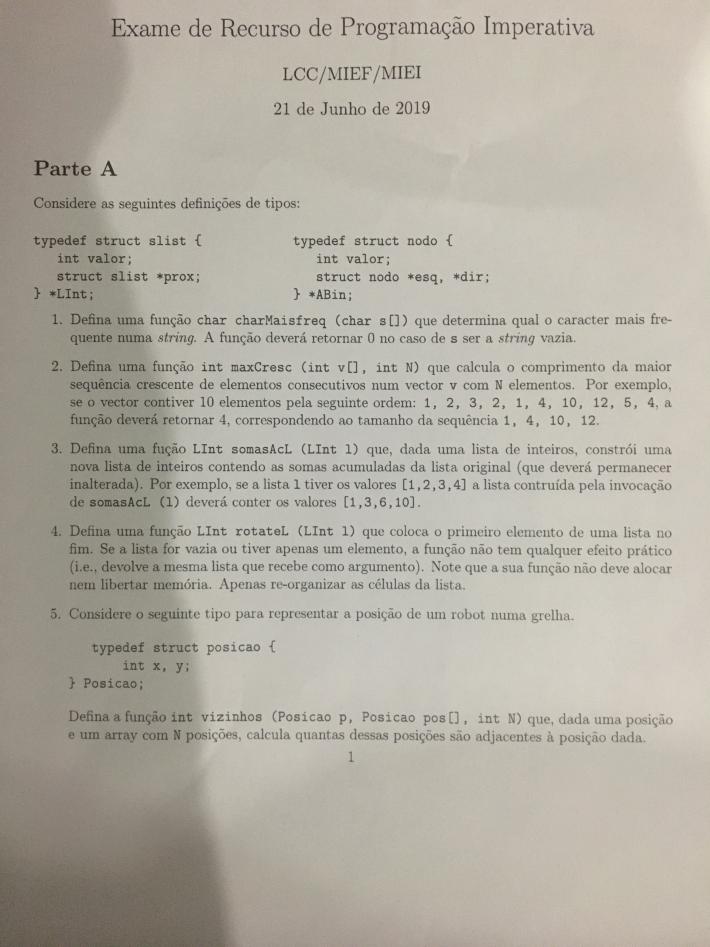 Exame de Recurso de Programação Imperativa
LCC/MIEF/MIEI
21 de Junho de 2019
Parte A
Considere as seguintes definições de tipos:
typedef struct slist {
int valor;
struct slist *prox;
} *LInt;
typedef struct nodo {
int valor;
struct nodo *esq, *dir;
} *ABin;
1. Defina uma função char charMaisfreq (char s[]) que determina qual o caracter mais fre-
quente numa string. A função deverá retornar 0 no caso de s ser a string vazia.
2. Defina uma função int maxCresc (int v[], int N) que calcula o comprimento da maior
sequência crescente de elementos consecutivos num vector v com N elementos. Por exemplo,
se o vector contiver 10 elementos pela seguinte ordem: 1, 2, 3, 2, 1, 4, 10, 12, 5, 4, a
função deverá retornar 4, correspondendo ao tamanho da sequência 1, 4, 10, 12.
3. Defina uma fução LInt somasAcL (LInt l) que, dada uma lista de inteiros, constrói uma
nova lista de inteiros contendo as somas acumuladas da lista original (que deverá permanecer
inalterada). Por exemplo, se a lista l tiver os valores [1,2,3,4] a lista contruída pela invocação
de somasAcL (l) deverá conter os valores [1,3,6,10].
4. Defina uma função LInt rotateL (LInt l) que coloca o primeiro elemento de uma lista no
fim. Se a lista for vazia ou tiver apenas um elemento, a função não tem qualquer efeito prático
(i.e., devolve a mesma lista que recebe como argumento). Note que a sua função não deve alocar
nem libertar memória. Apenas re-organizar as células da lista.
5. Considere o seguinte tipo para representar a posição de um robot numa grelha.
typedef struct posicao {
int x, y;
} Posicao;
Defina a função int vizinhos (Posicao p, Posicao pos[], int N) que, dada uma posição
e um array com N posições, calcula quantas dessas posições são adjacentes à posição dada.
1